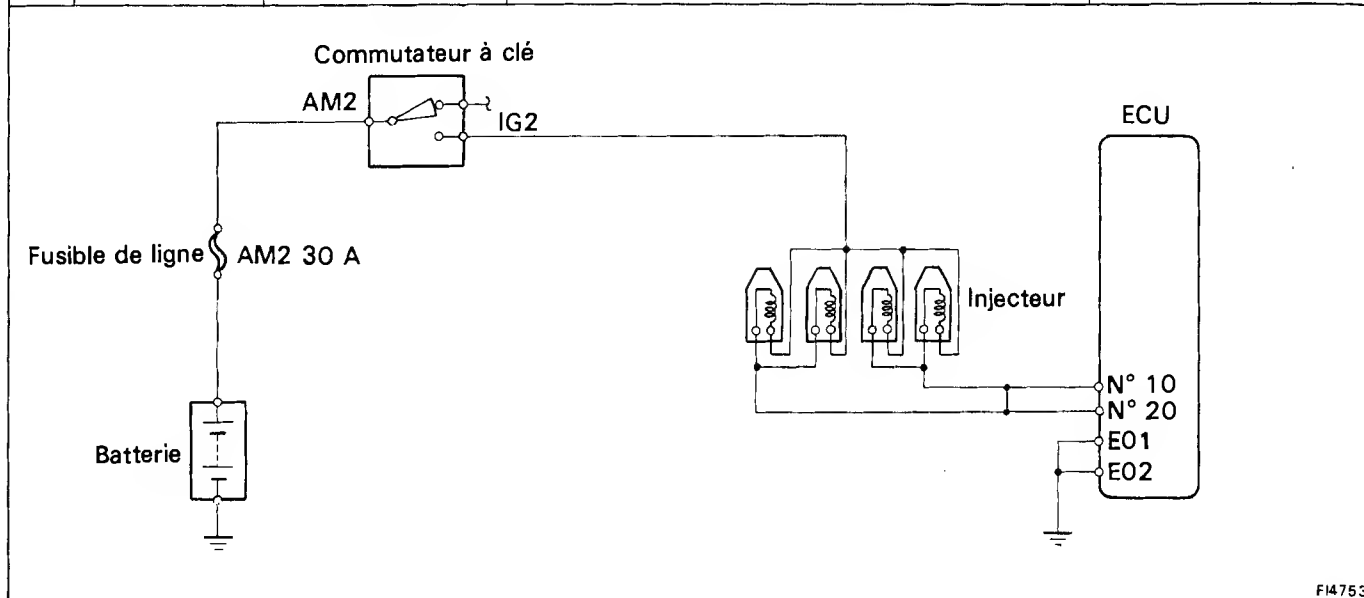 Commutateur à clé
AM2
IG2
ECU
Fusible de ligne
AM2 30 A
Injecteur
N° 10
N° 20
E01
E02
Batterie
FI4753